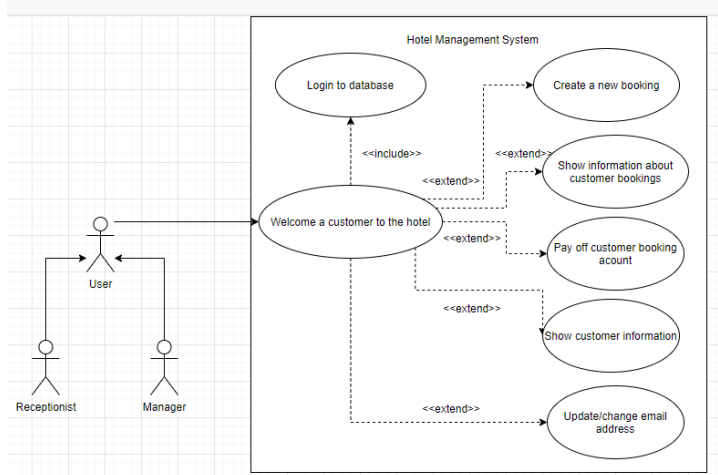 Hotel Management System
Login to database
Create a new booking
<<include>>
<<extend>>
Show information about
customer bookings
<<extend>>
Welcome a customer to the hotel
<<extend>>
Pay off customer booking
acount
User
<<extend>>
Show customer information
Receptionist
Manager
<<extend>>
Update/change email
address